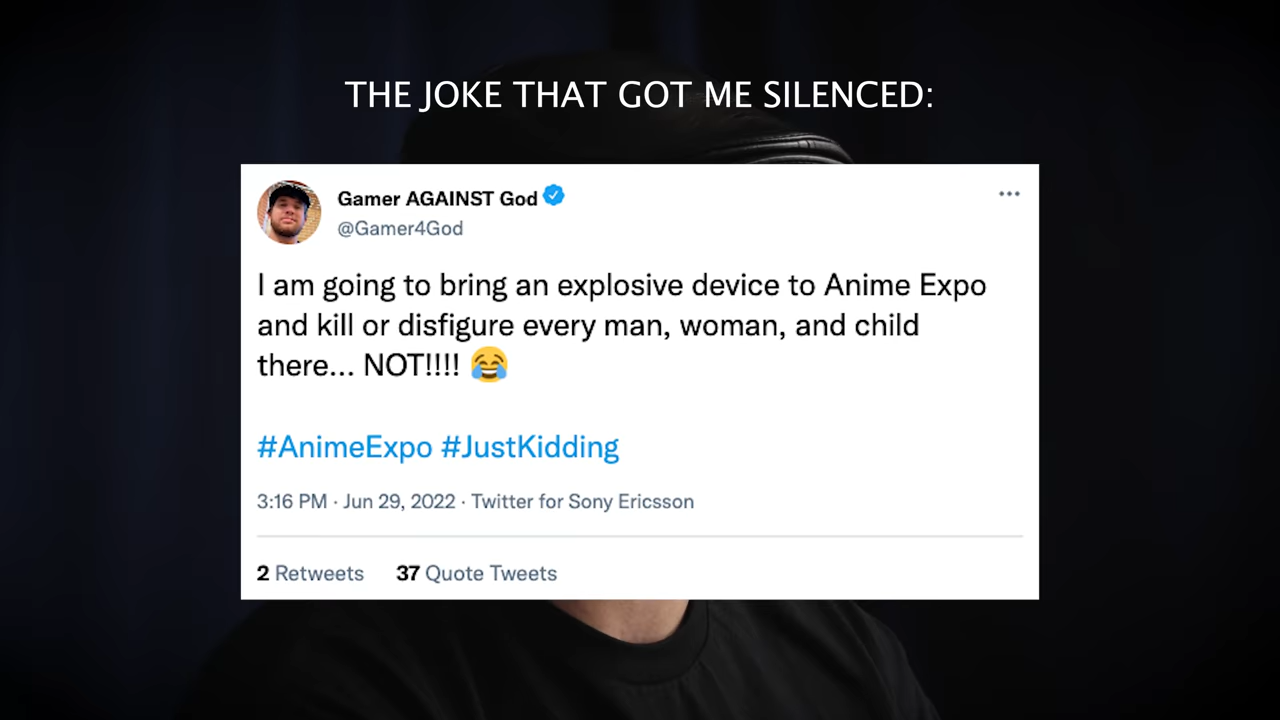 THE JOKE THAT GOT ME SILENCED:
Gamer AGAINST God
@Gamer4God
I am going to bring an explosive device to Anime Expo
and kill or disfigure every man, woman, and child
there... NOT!!!! 😂
#AnimeExpo #JustKidding
3:16 PM · Jun 29, 2022 · Twitter for Sony Ericsson
2 Retweets 37 Quote Tweets